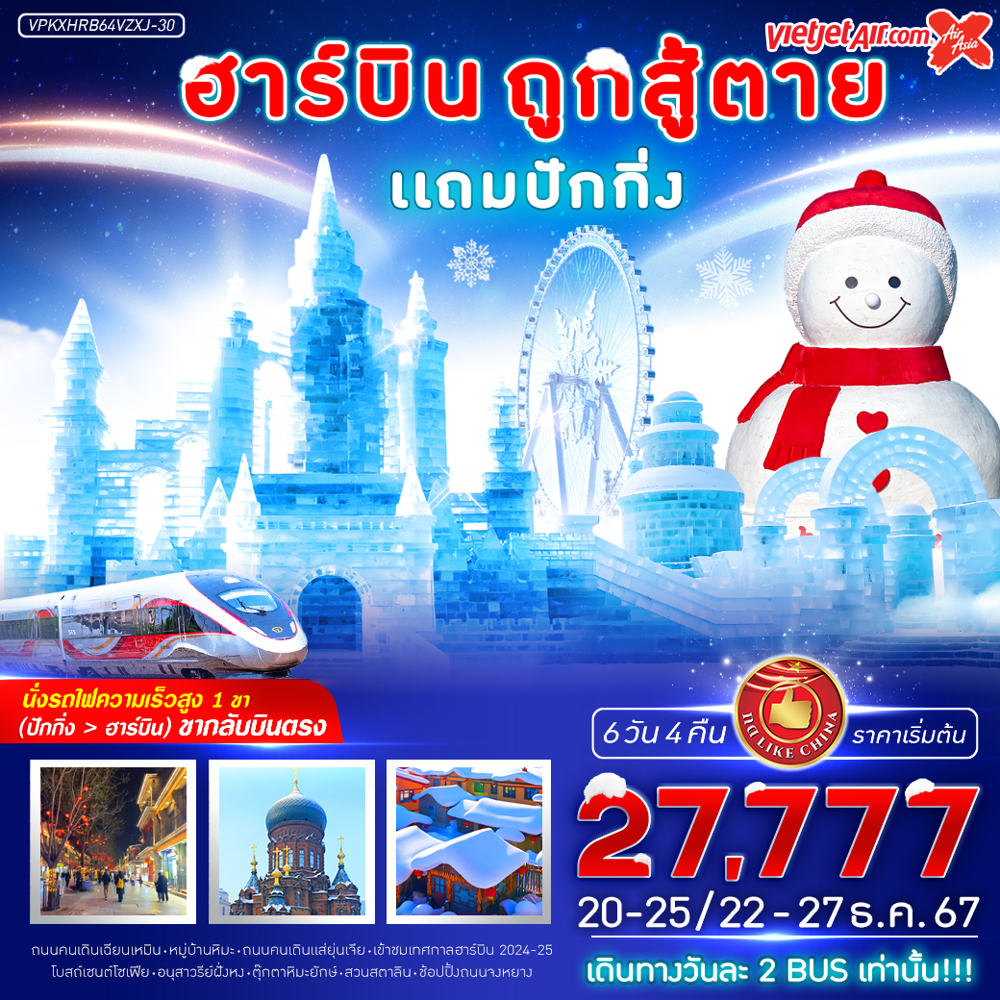 VPKXHRB64VZXJ-30
vietjetAir.com
Air
Asia
ฮาร์บิน ถูกสู้ตาย
แถมปักกิ่ง
นั่งรถไฟความเร็วสูง 1 ขา
(ปักกิ่ง > ฮาร์บิน) ขากลับบินตรง
6 วัน 4 คืน
กด LIKE CHINA
ราคาเริ่มต้น
27,777
20-25 / 22 - 27 ธ.ค. 67
เดินทางวันละ 2 BUS เท่านั้น!!!
ถนนคนเดินเฉียนเหมิน • หมู่บ้านหิมะ • ถนนคนเดินแส่ยุ่นเจีย • เข้าชมเทศกาลฮาร์บิน 2024-25
โบสถ์เซนต์โซเฟีย • อนุสาวรีย์ฝั่งหง • ตุ๊กตาหิมะยักษ์ • สวนสตาลิน • ช้อปปิ้งถนนจงหยาง